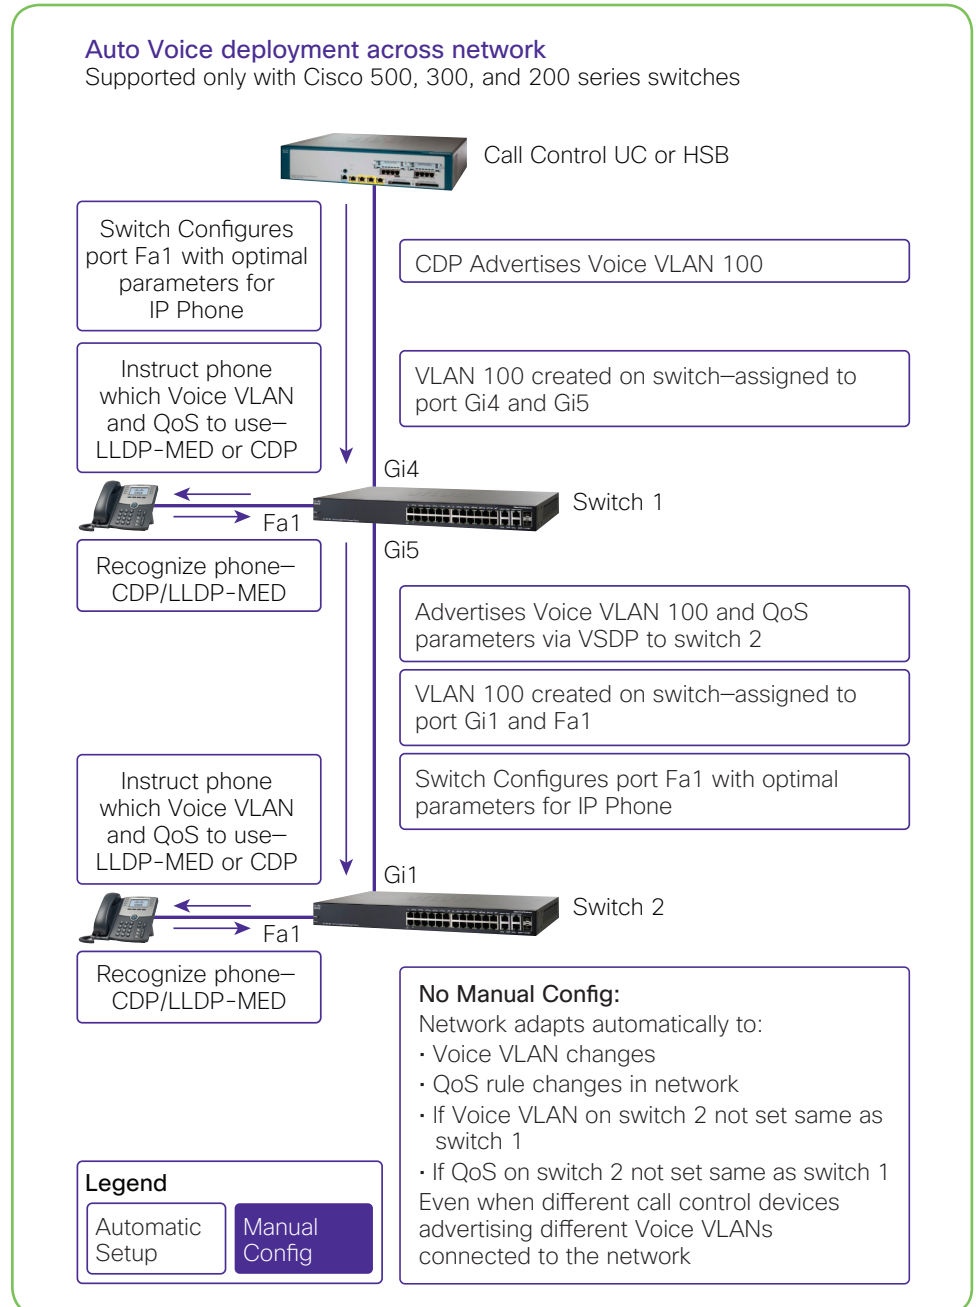 Auto Voice deployment across network
Supported only with Cisco 500, 300, and 200 series switches
Call Control UC or HSB
Switch Configures
port Fa1 with optimal
parameters for
IP Phone
CDP Advertises Voice VLAN 100
Instruct phone
which Voice VLAN
and QoS to use–
LLDP-MED or CDP
VLAN 100 created on switch–assigned to
port Gi4 and Gi5
Gi4
Switch 1
Fa1
Gi5
Recognize phone–
CDP/LLDP-MED
Advertises Voice VLAN 100 and QoS
parameters via VSDP to switch 2
VLAN 100 created on switch–assigned to
port Gi1 and Fa1
Switch Configures port Fa1 with optimal
parameters for IP Phone
Instruct phone
which Voice VLAN
and QoS to use–
LLDP-MED or CDP
Gi1
Switch 2
Fa1
Recognize phone–
CDP/LLDP-MED
No Manual Config:
Network adapts automatically to:
· Voice VLAN changes
· QoS rule changes in network
· If Voice VLAN on switch 2 not set same as
switch 1
· If QoS on switch 2 not set same as switch 1
Even when different call control devices
advertising different Voice VLANs
connected to the network
Legend
Automatic
Setup
Manual
Config